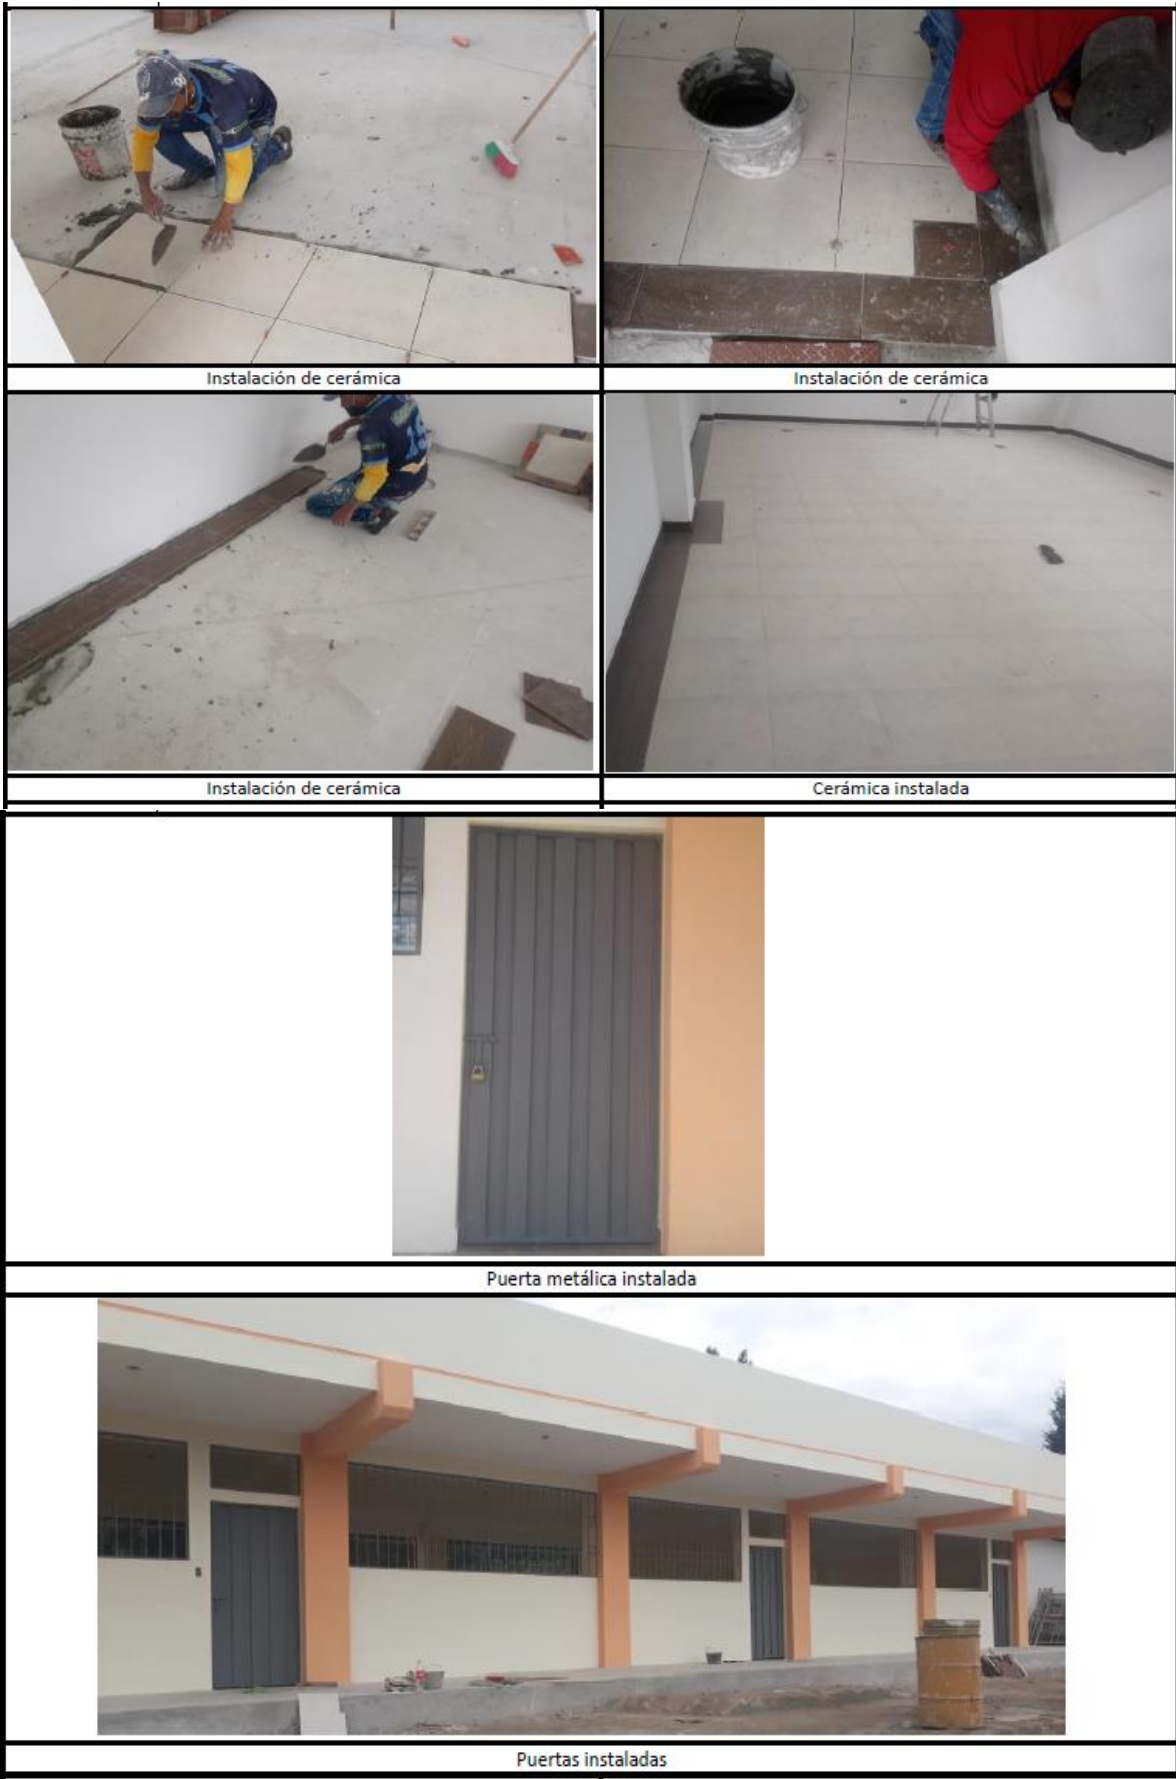 Instalación de cerámica
Instalación de cerámica
Instalación de cerámica
Cerámica instalada
Puerta metálica instalada
Puertas instaladas